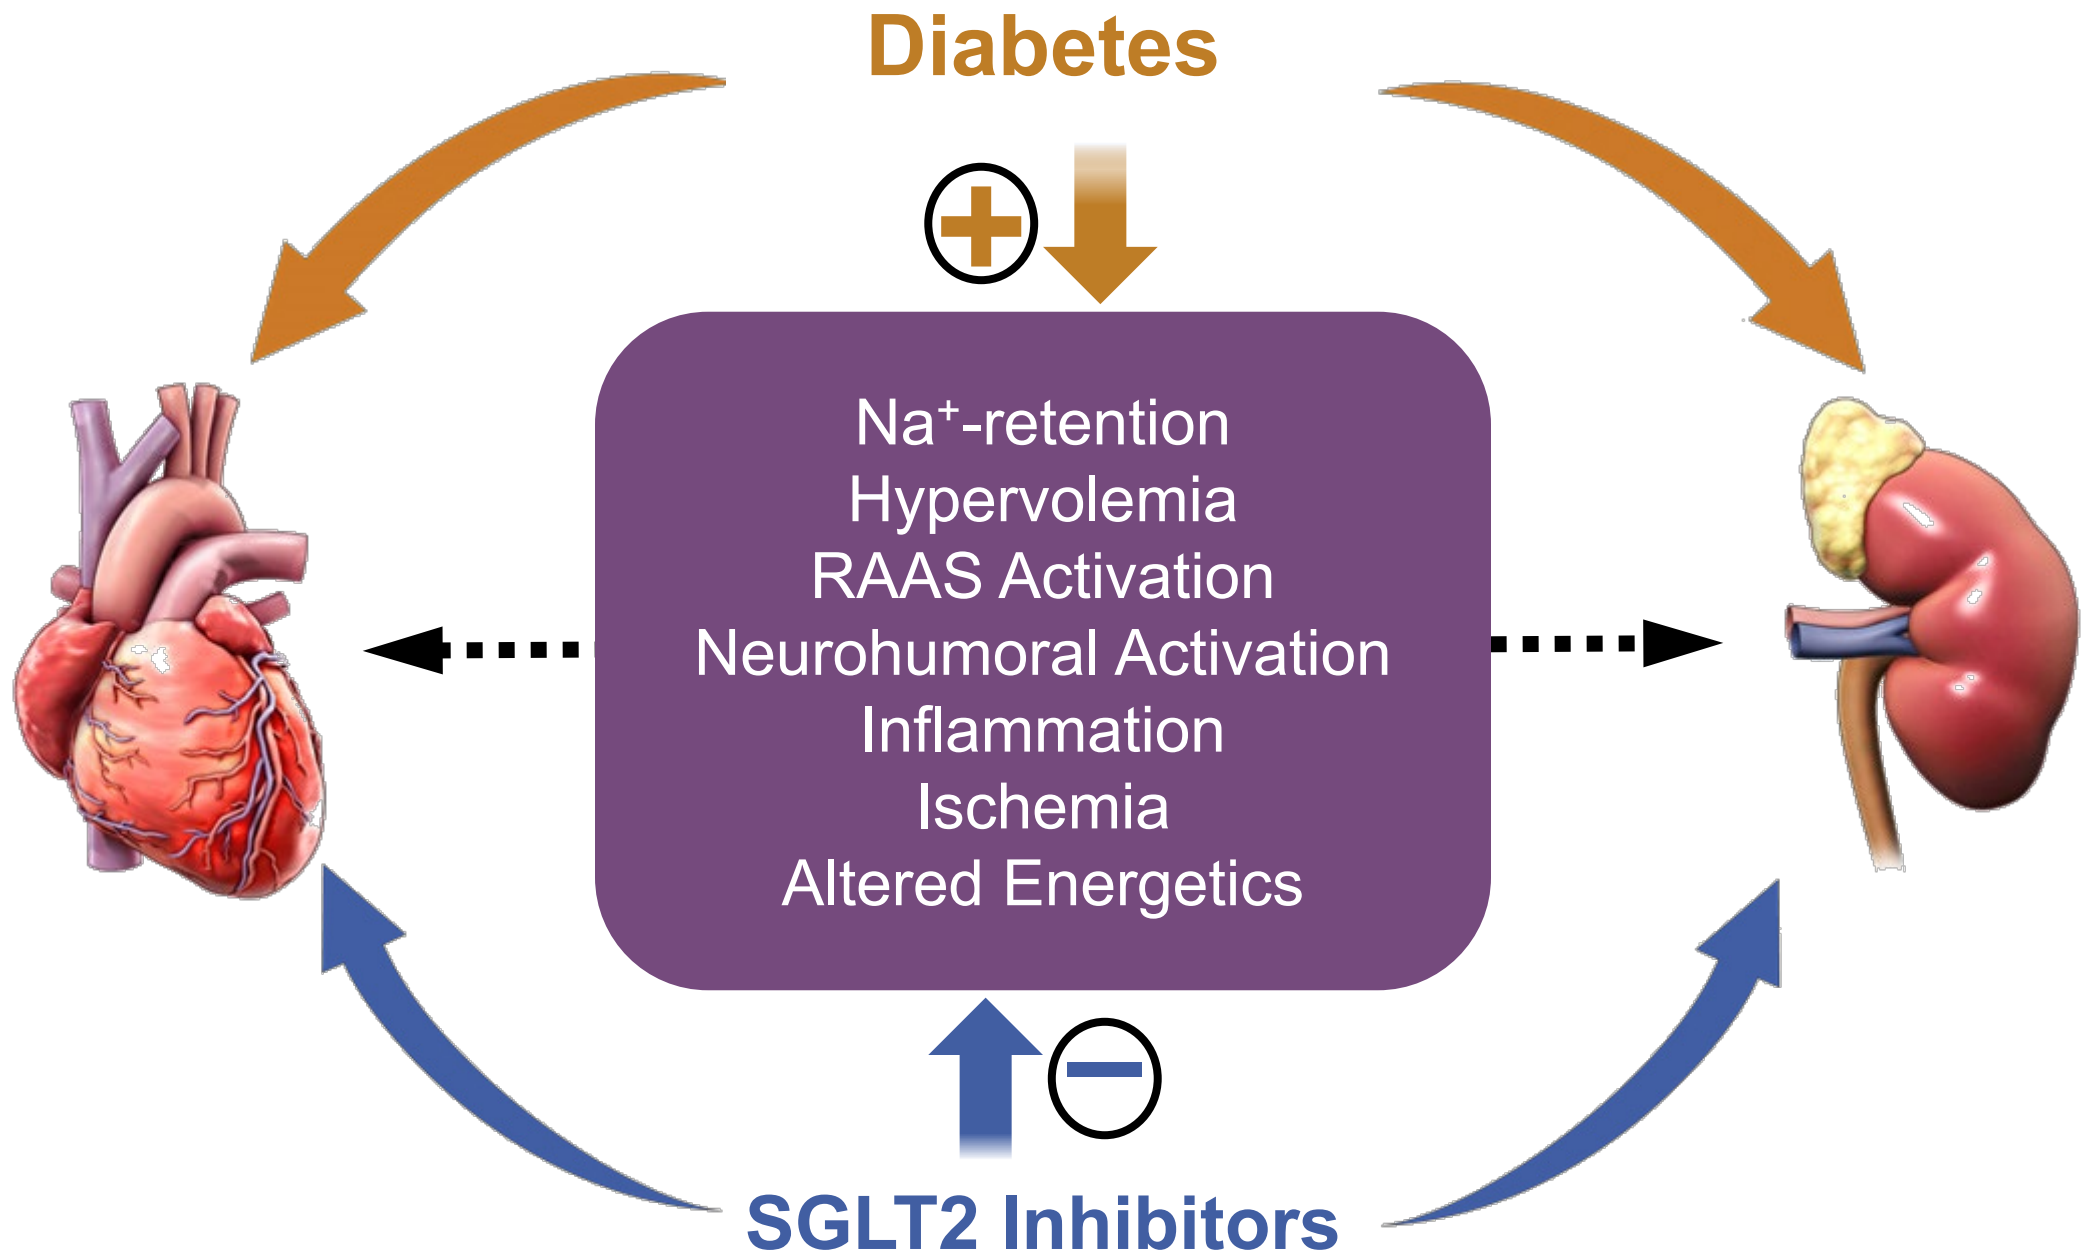 Diabetes
+
Na⁺-retention
Hypervolemia
RAAS Activation
Neurohumoral Activation
Inflammation
Ischemia
Altered Energetics
−
SGLT2 Inhibitors